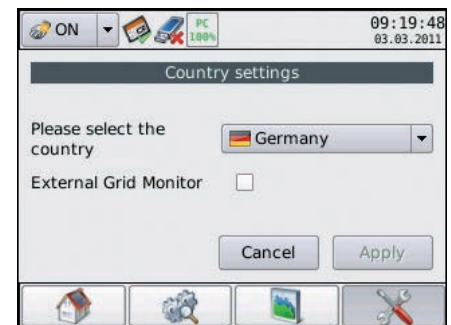 ON
PC
100%
09:19:48
03.03.2011
Country settings
Please select the
country
Germany
External Grid Monitor
Cancel
Apply